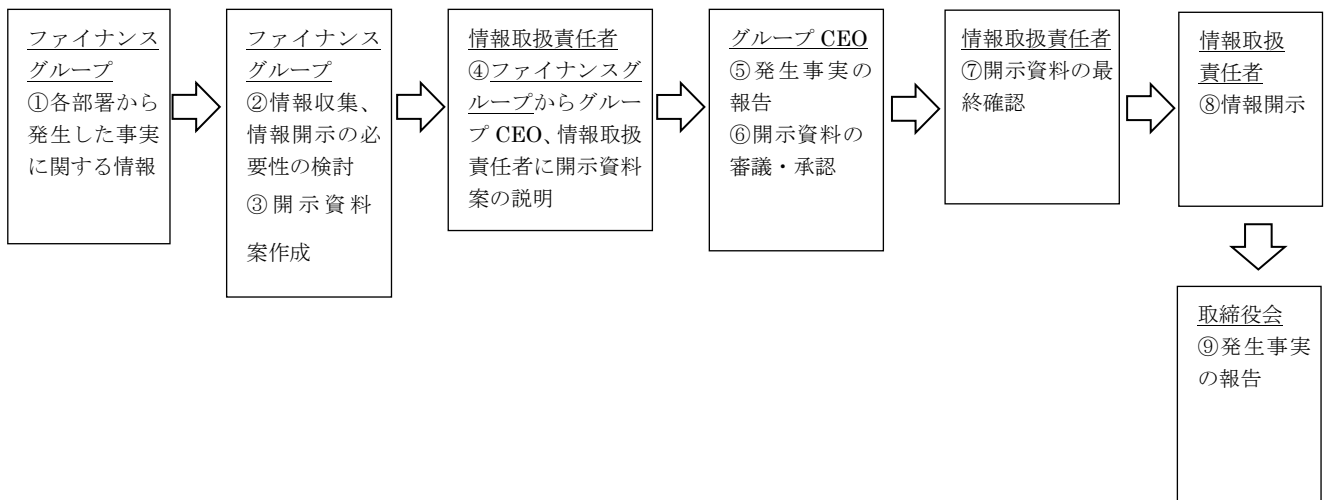 ファイナンス
グループ
①各部署から
発生した事実
に関する情報
ファイナンス
グループ
②情報収集、
情報開示の必
要性の検討
③開示資料
案作成
情報取扱責任者
④ファイナンスグ
ループからグルー
プ CEO、情報取扱
責任者に開示資料
案の説明
グループ CEO
⑤発生事実の
報告
⑥開示資料の
審議・承認
情報取扱責任者
⑦開示資料の最
終確認
情報取扱
責任者
⑧情報開示
取締役会
⑨発生事実
の報告